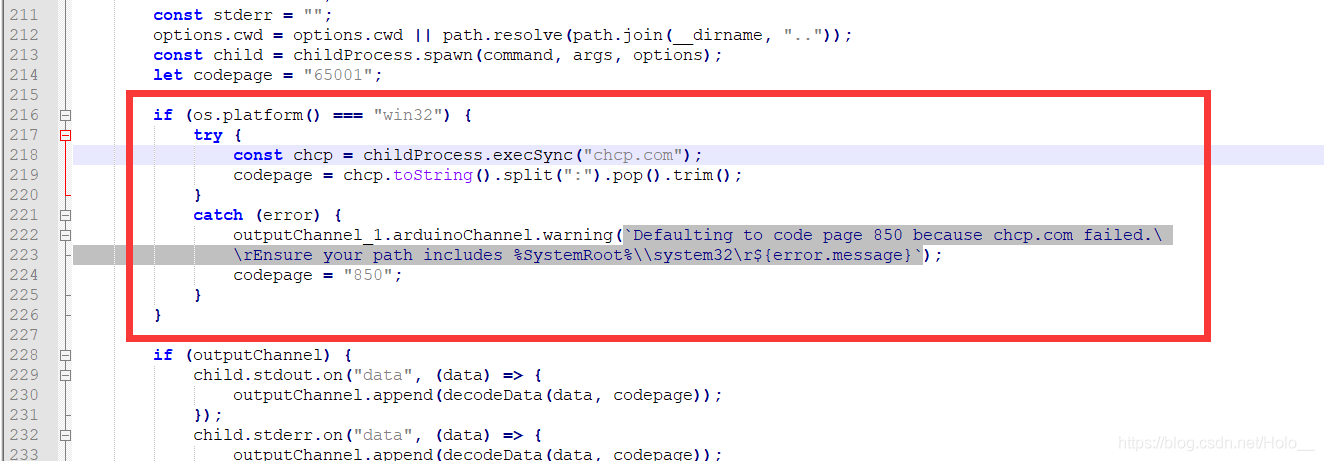 211 const stderr = "";
212 options.cwd = options.cwd || path.resolve(path.join(__dirname, ".."));
213 const child = childProcess.spawn(command, args, options);
214 let codepage = "65001";
215
216 if (os.platform() === "win32") {
217 try {
218 const chcp = childProcess.execSync("chcp.com");
219 codepage = chcp.toString().split(":").pop().trim();
220 }
221 catch (error) {
222 outputChannel_1.arduinoChannel.warning(`Defaulting to code page 850 because chcp.com failed.\
223 \rEnsure your path includes %SystemRoot%\\system32\r${error.message}`);
224 codepage = "850";
225 }
226 }
227
228 if (outputChannel) {
229 child.stdout.on("data", (data) => {
230 outputChannel.append(decodeData(data, codepage));
231 });
232 child.stderr.on("data", (data) => {
233 outputChannel.append(decodeData(data, codepage));
https://blog.csdn.net/Holo__